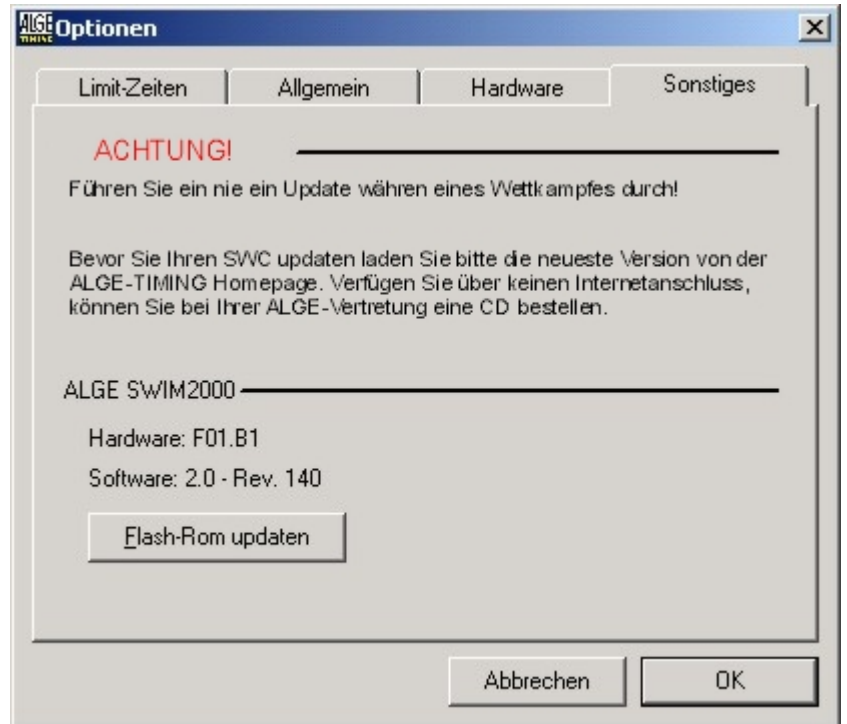 ALGE TIMING Optionen
Limit-Zeiten Allgemein Hardware Sonstiges
ACHTUNG!
Führen Sie ein nie ein Update währen eines Wettkampfes durch!
Bevor Sie Ihren SWC updaten laden Sie bitte die neueste Version von der
ALGE-TIMING Homepage. Verfügen Sie über keinen Internetanschluss,
können Sie bei Ihrer ALGE-Vertretung eine CD bestellen.
ALGE SWIM2000
Hardware: F01.B1
Software: 2.0 - Rev. 140
Flash-Rom updaten
Abbrechen OK